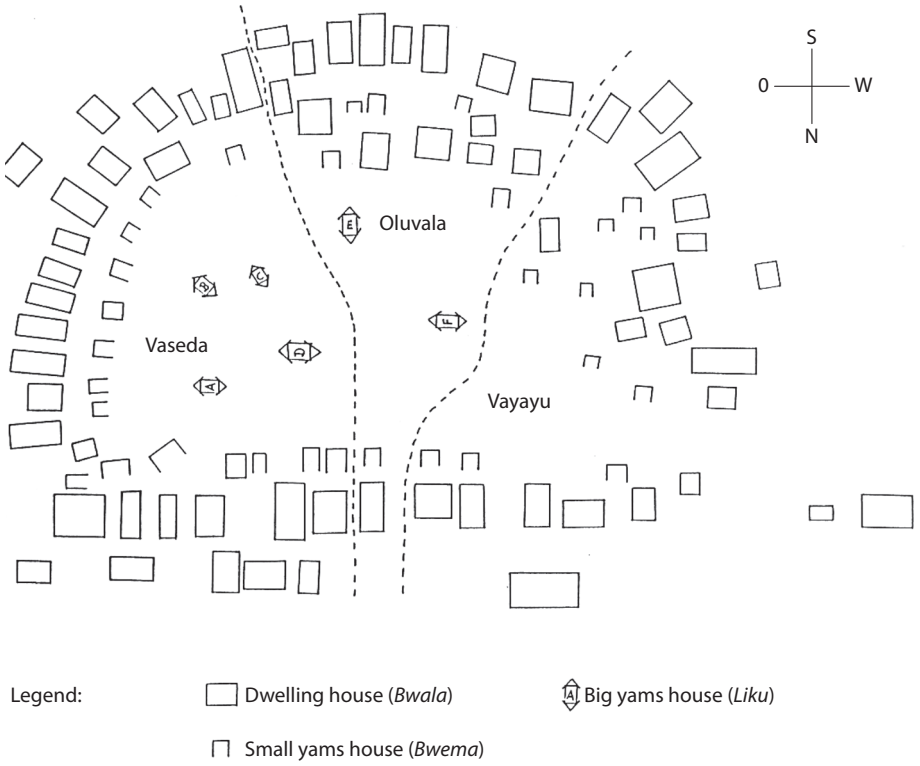 S
0 W
N
E
Oluvala
B
C
F
Vaseda
D
A
Vayayu
Legend:
Dwelling house (Bwala)
A
Big yams house (Liku)
Small yams house (Bwema)